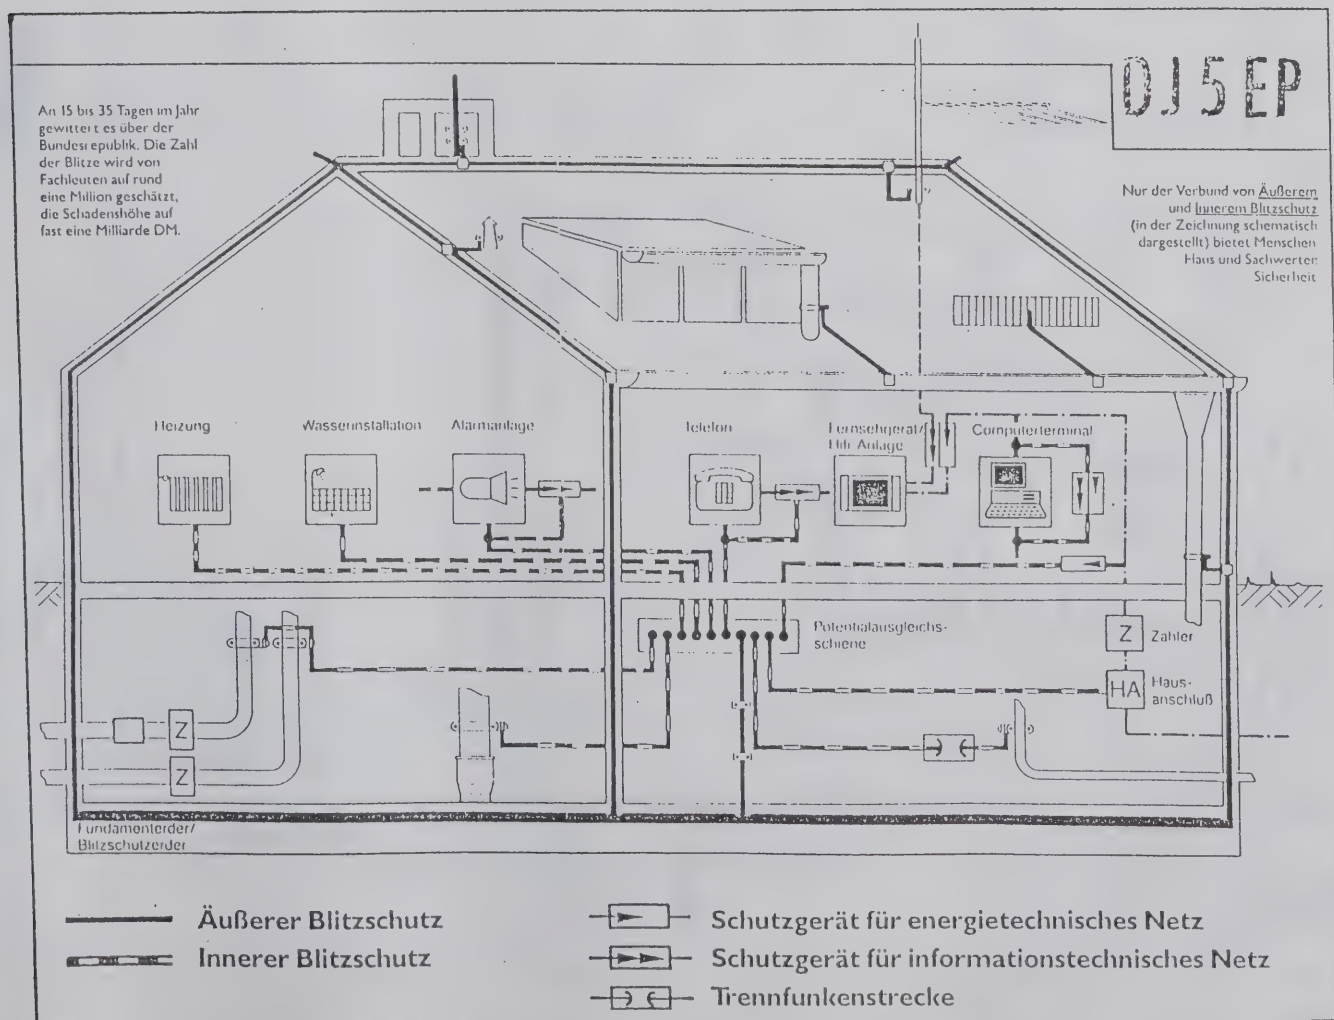 DJ5EP
An 15 bis 35 Tagen im Jahr
gewittert es über der
Bundesrepublik. Die Zahl
der Blitze wird von
Fachleuten auf rund
eine Million geschätzt,
die Schadenshöhe auf
fast eine Milliarde DM.
Nur der Verbund von Äußerem
und Innerem Blitzschutz
(in der Zeichnung schematisch
dargestellt) bietet Menschen
Haus und Sachwerten
Sicherheit
Heizung
Wasserinstallation
Alarmanlage
Telefon
Fernsehgerät/
Hifi-Anlage
Computerterminal
Potentialausgleichs-
schiene
Z
Zähler
HA
Haus-
anschluß
Z
Z
Fundamenterder/
Blitzschutzerder
Äußerer Blitzschutz
Innerer Blitzschutz
Schutzgerät für energietechnisches Netz
Schutzgerät für informationstechnisches Netz
Trennfunkenstrecke